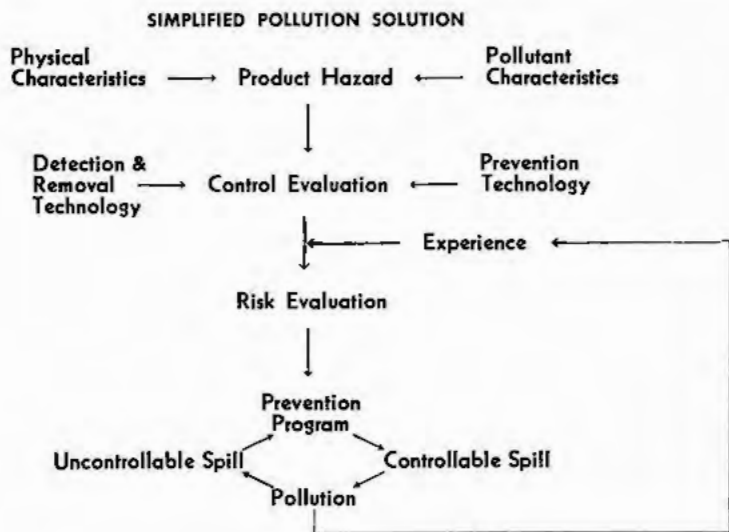 SIMPLIFIED POLLUTION SOLUTION
Physical
Characteristics
Product Hazard
Pollutant
Characteristics
Detection &
Removal
Technology
Control Evaluation
Prevention
Technology
Experience
Risk Evaluation
Prevention
Program
Uncontrollable Spill
Controllable Spill
Pollution